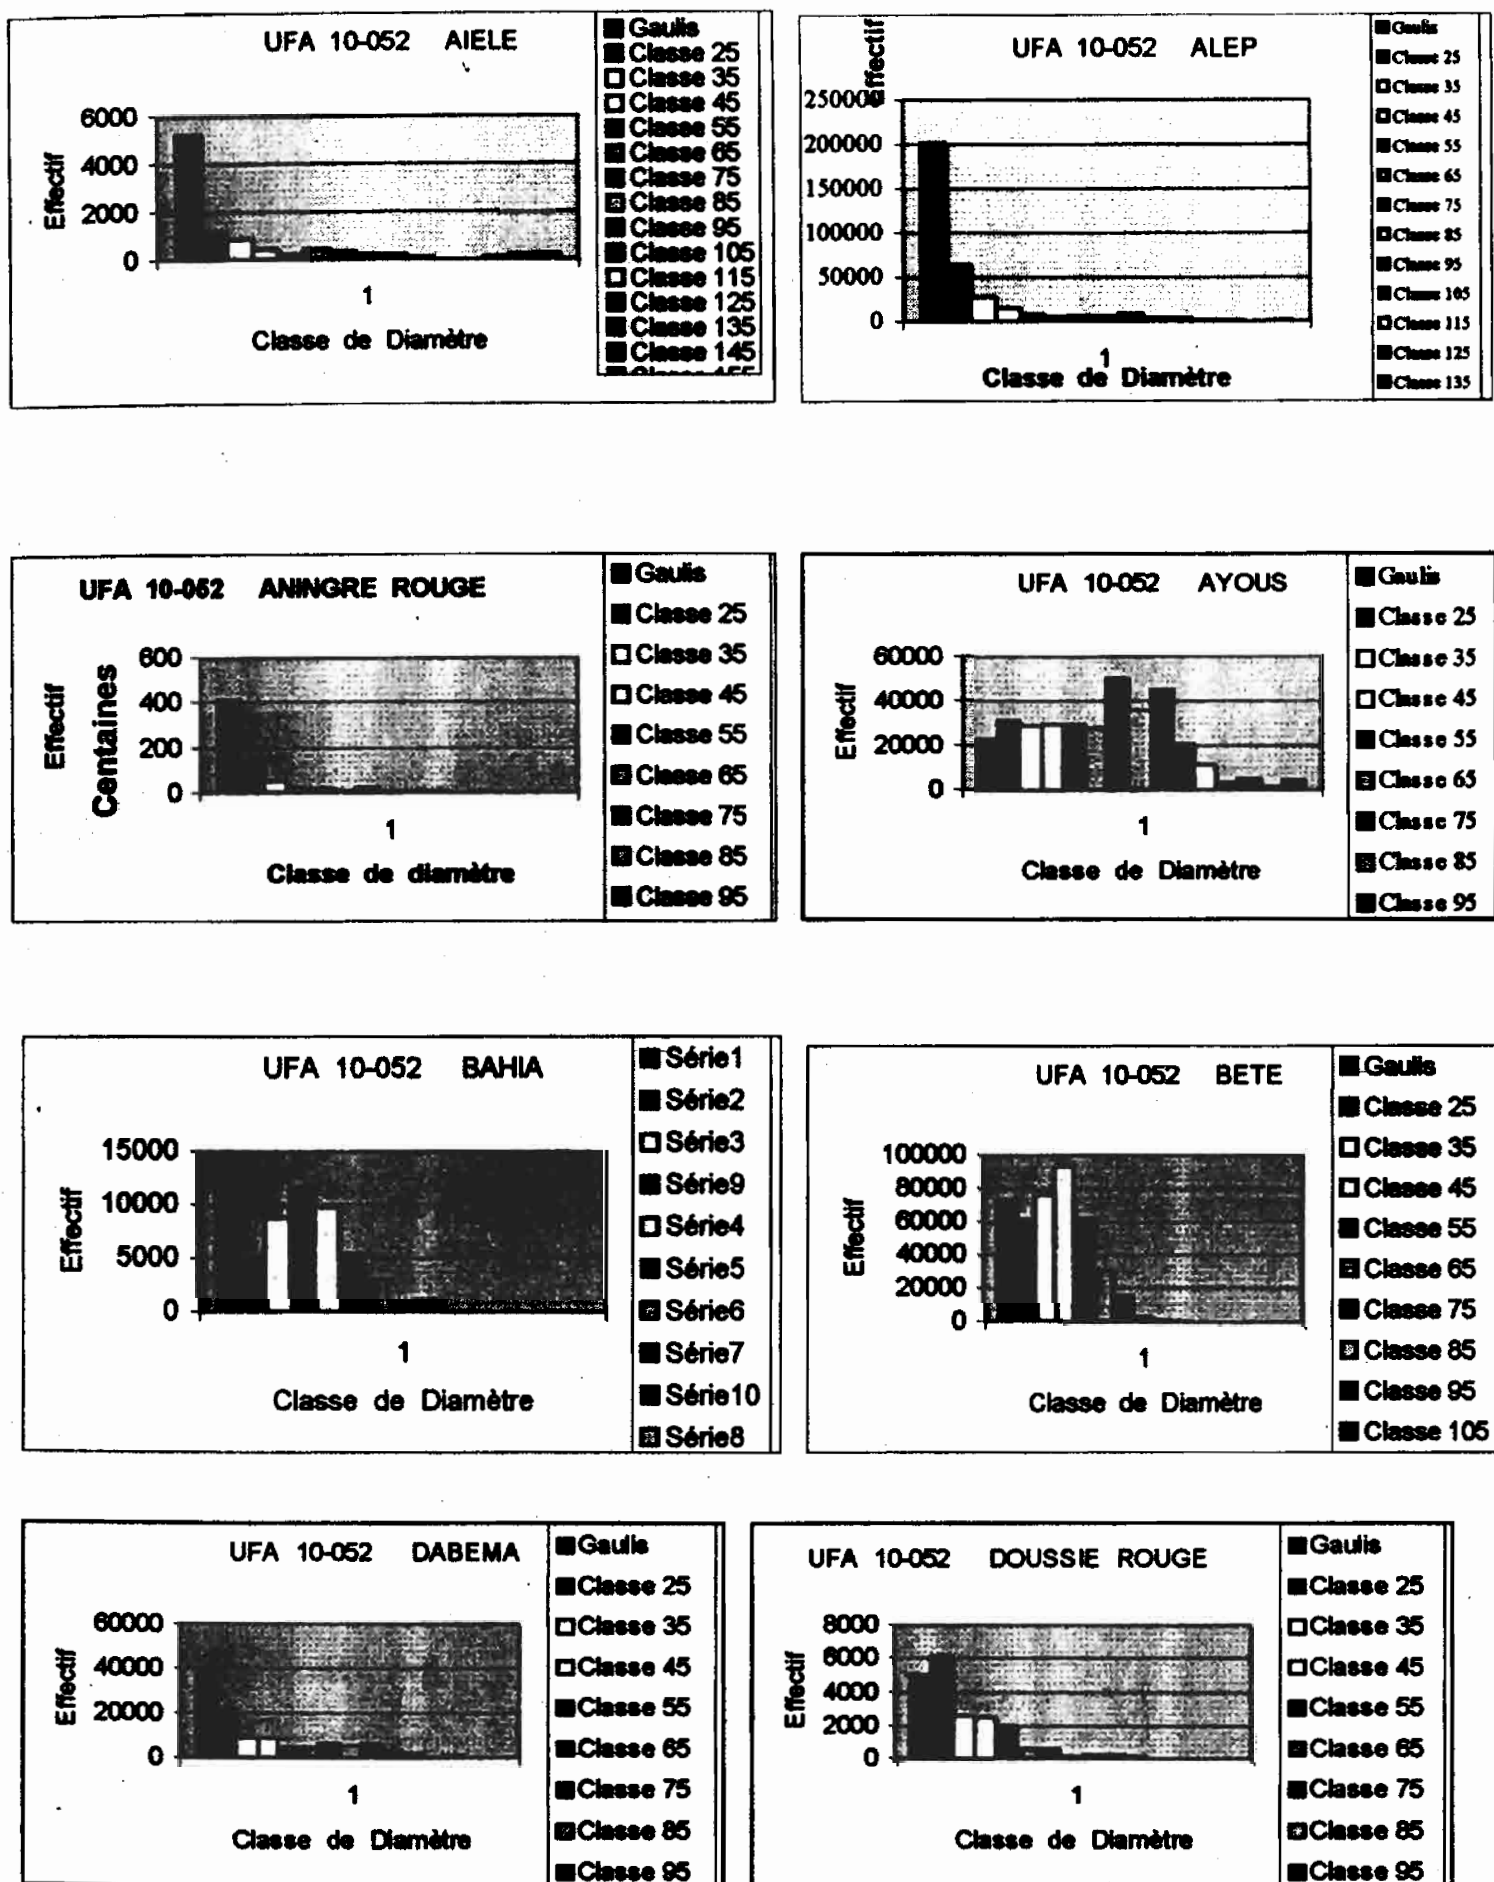 UFA 10-052 AIELE
Effectif
6000
4000
2000
0
1
Classe de Diamètre
Gaulis
Classe 25
Classe 35
Classe 45
Classe 55
Classe 65
Classe 75
Classe 85
Classe 95
Classe 105
Classe 115
Classe 125
Classe 135
Classe 145
Classe 155
UFA 10-052 ALEP
Effectif
250000
200000
150000
100000
50000
0
1
Classe de Diamètre
Gaulis
Classe 25
Classe 35
Classe 45
Classe 55
Classe 65
Classe 75
Classe 85
Classe 95
Classe 105
Classe 115
Classe 125
Classe 135
UFA 10-052 ANINGRE ROUGE
Effectif
Centaines
600
400
200
0
1
Classe de diamètre
Gaulis
Classe 25
Classe 35
Classe 45
Classe 55
Classe 65
Classe 75
Classe 85
Classe 95
UFA 10-052 AYOUS
Effectif
60000
40000
20000
0
1
Classe de Diamètre
Gaulis
Classe 25
Classe 35
Classe 45
Classe 55
Classe 65
Classe 75
Classe 85
Classe 95
UFA 10-052 BAHIA
Effectif
15000
10000
5000
0
1
Classe de Diamètre
Série1
Série2
Série3
Série9
Série4
Série5
Série6
Série7
Série10
Série8
UFA 10-052 BETE
Effectif
100000
80000
60000
40000
20000
0
1
Classe de Diamètre
Gaulis
Classe 25
Classe 35
Classe 45
Classe 55
Classe 65
Classe 75
Classe 85
Classe 95
Classe 105
UFA 10-052 DABEMA
Effectif
60000
40000
20000
0
1
Classe de Diamètre
Gaulis
Classe 25
Classe 35
Classe 45
Classe 55
Classe 65
Classe 75
Classe 85
Classe 95
UFA 10-052 DOUSSIE ROUGE
Effectif
8000
6000
4000
2000
0
1
Classe de Diamètre
Gaulis
Classe 25
Classe 35
Classe 45
Classe 55
Classe 65
Classe 75
Classe 85
Classe 95